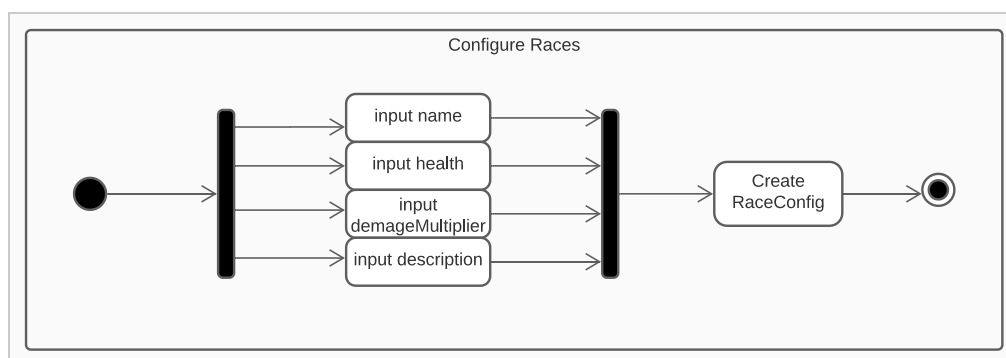 Configure Races
input name
input health
input
demageMultiplier
input description
Create
RaceConfig